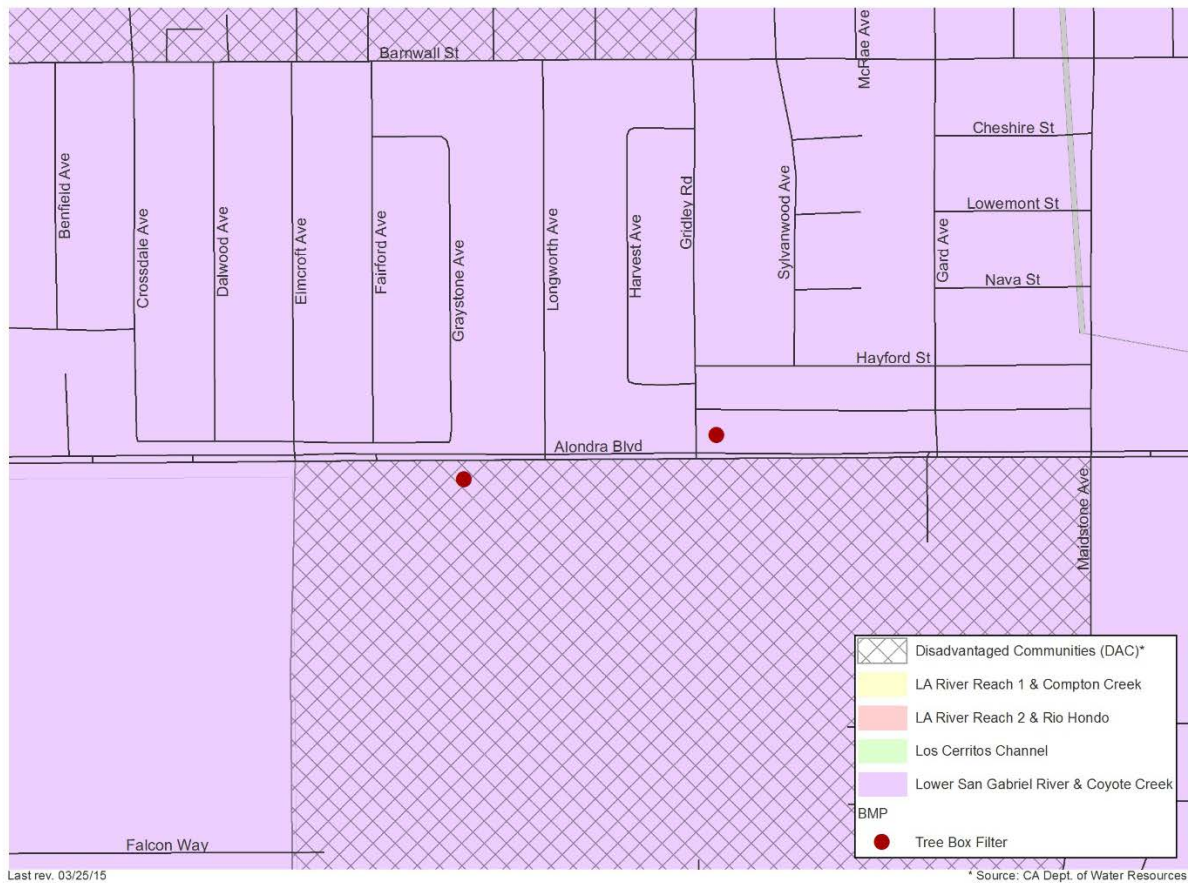 Barnwall St
McRae Ave
Cheshire St
Benfield Ave
Lowemont St
Crossdale Ave
Dalwood Ave
Eimcroft Ave
Fairford Ave
Graystone Ave
Longworth Ave
Harvest Ave
Gridley Rd
Sylvanwood Ave
Gard Ave
Nava St
Hayford St
Alondra Blvd
Maidstone Ave
Disadvantaged Communities (DAC)*
LA River Reach 1 & Compton Creek
LA River Reach 2 & Rio Hondo
Los Cerritos Channel
Lower San Gabriel River & Coyote Creek
BMP
Tree Box Filter
Falcon Way
Last rev. 03/25/15
* Source: CA Dept. of Water Resources